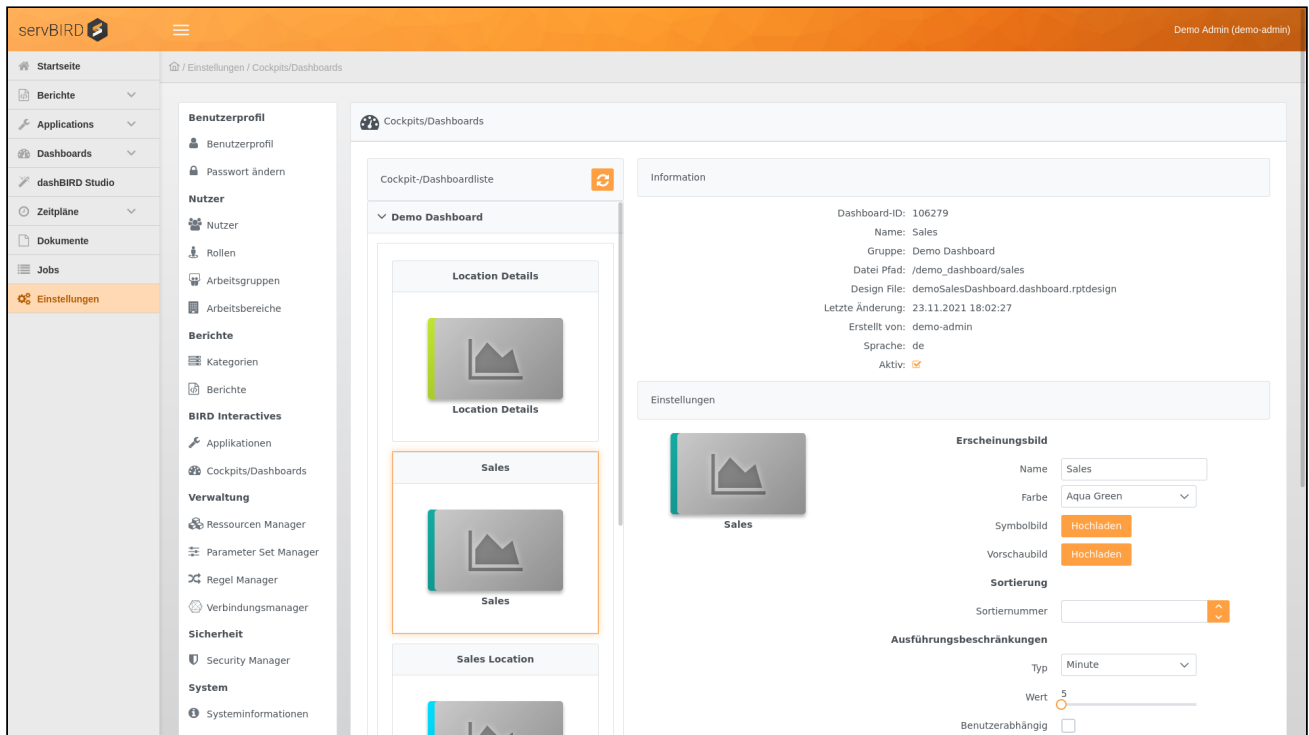 servBIRD
Demo Admin (demo-admin)
Startseite
Berichte
Applications
Dashboards
dashBIRD Studio
Zeitpläne
Dokumente
Jobs
Einstellungen
/ Einstellungen / Cockpits/Dashboards
Benutzerprofil
Benutzerprofil
Passwort ändern
Nutzer
Nutzer
Rollen
Arbeitsgruppen
Arbeitsbereiche
Berichte
Kategorien
Berichte
BIRD Interactives
Applikationen
Cockpits/Dashboards
Verwaltung
Ressourcen Manager
Parameter Set Manager
Regel Manager
Verbindungsmanager
Sicherheit
Security Manager
System
Systeminformationen
Cockpits/Dashboards
Cockpit-/Dashboardliste
Demo Dashboard
Location Details
Location Details
Sales
Sales
Sales Location
Information
Dashboard-ID: 106279
Name: Sales
Gruppe: Demo Dashboard
Datei Pfad: /demo_dashboard/sales
Design File: demoSalesDashboard.dashboard.rptdesign
Letzte Änderung: 23.11.2021 18:02:27
Erstellt von: demo-admin
Sprache: de
Aktiv:
Einstellungen
Sales
Erscheinungsbild
Name Sales
Farbe Aqua Green
Symbolbild Hochladen
Vorschaubild Hochladen
Sortierung
Sortiernummer
Ausführungsbeschränkungen
Typ Minute
Wert 5
Benutzerabhängig